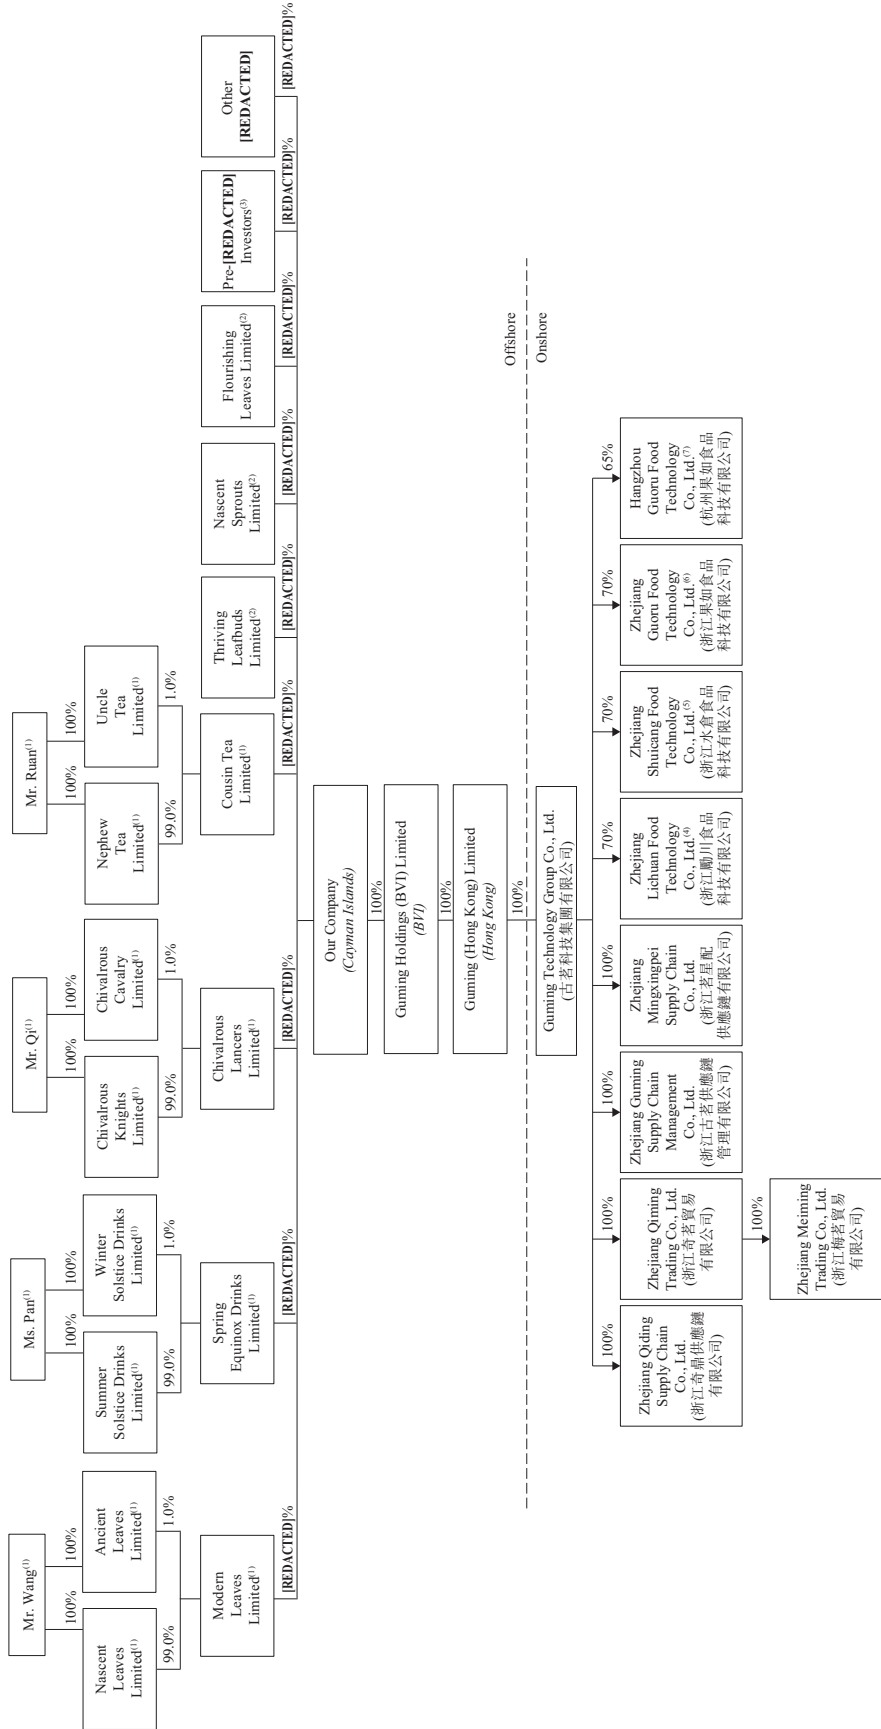 Mr. Wang(1)
Ms. Pan(1)
Mr. Qi(1)
Mr. Ruan(1)
100%
100%
100%
100%
100%
100%
100%
100%
Nascent
Leaves
Limited(1)
Ancient
Leaves
Limited(1)
Summer
Solstice Drinks
Limited(1)
Winter
Solstice Drinks
Limited(1)
Chivalrous
Knights
Limited(1)
Chivalrous
Cavalry
Limited(1)
Nephew
Tea
Limited(1)
Uncle
Tea
Limited(1)
99.0%
1.0%
99.0%
1.0%
99.0%
1.0%
99.0%
1.0%
Modern
Leaves
Limited(1)
Spring
Equinox Drinks
Limited(1)
Chivalrous
Lancers
Limited(1)
Cousin Tea
Limited(1)
Thriving
Leafbuds
Limited(2)
Nascent
Sprouts
Limited(2)
Flourishing
Leaves Limited(2)
Pre-[REDACTED]
Investors(3)
Other
[REDACTED]
[REDACTED]%
[REDACTED]%
[REDACTED]%
[REDACTED]%
[REDACTED]%
[REDACTED]%
[REDACTED]%
[REDACTED]%
[REDACTED]%
Our Company
(Cayman Islands)
100%
Guming Holdings (BVI) Limited
(BVI)
100%
Guming (Hong Kong) Limited
(Hong Kong)
100%
Offshore
Onshore
Guming Technology Group Co., Ltd.
(古茗科技集團有限公司)
100%
100%
100%
100%
70%
70%
70%
65%
Zhejiang Qiding
Supply Chain
Co., Ltd.
(浙江奇鼎供應鏈
有限公司)
Zhejiang Qiming
Trading Co., Ltd.
(浙江奇茗貿易
有限公司)
Zhejiang Guming
Supply Chain
Management
Co., Ltd.
(浙江古茗供應鏈
管理有限公司)
Zhejiang
Mingxingpei
Supply Chain
Co., Ltd.
(浙江茗星配
供應鏈有限公司)
Zhejiang
Lichuan Food
Technology
Co., Ltd.(4)
(浙江勵川食品
科技有限公司)
Zhejiang
Shuicang Food
Technology
Co., Ltd.(5)
(浙江水倉食品
科技有限公司)
Zhejiang
Guoru Food
Technology
Co., Ltd.(6)
(浙江果如食品
科技有限公司)
Hangzhou
Guoru Food
Technology
Co., Ltd.(7)
(杭州果如食品
科技有限公司)
100%
Zhejiang Meiming
Trading Co., Ltd.
(浙江梅茗貿易
有限公司)